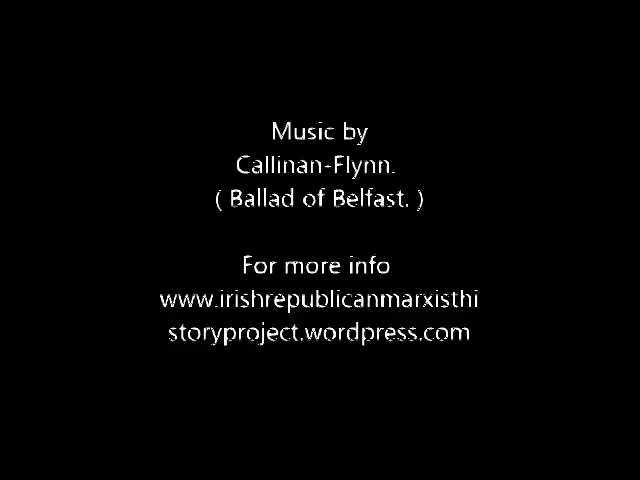 Music by
Callinan-Flynn.
( Ballad of Belfast. )
For more info
www.irishrepublicanmarxisthi
storyproject.wordpress.com